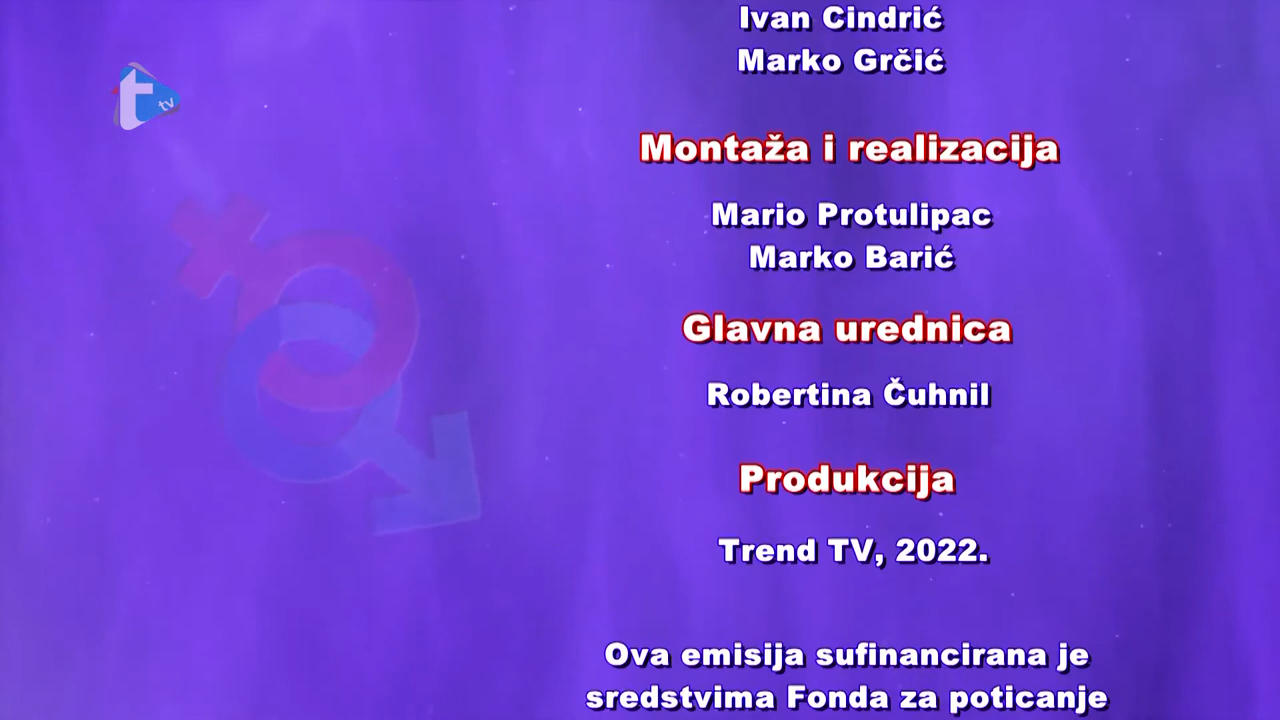 Ivan Cindrić
Marko Grčić
t tv
Montaža i realizacija
Mario Protulipac
Marko Barić
Glavna urednica
Robertina Čuhnil
Produkcija
Trend TV, 2022.
Ova emisija sufinancirana je
sredstvima Fonda za poticanje